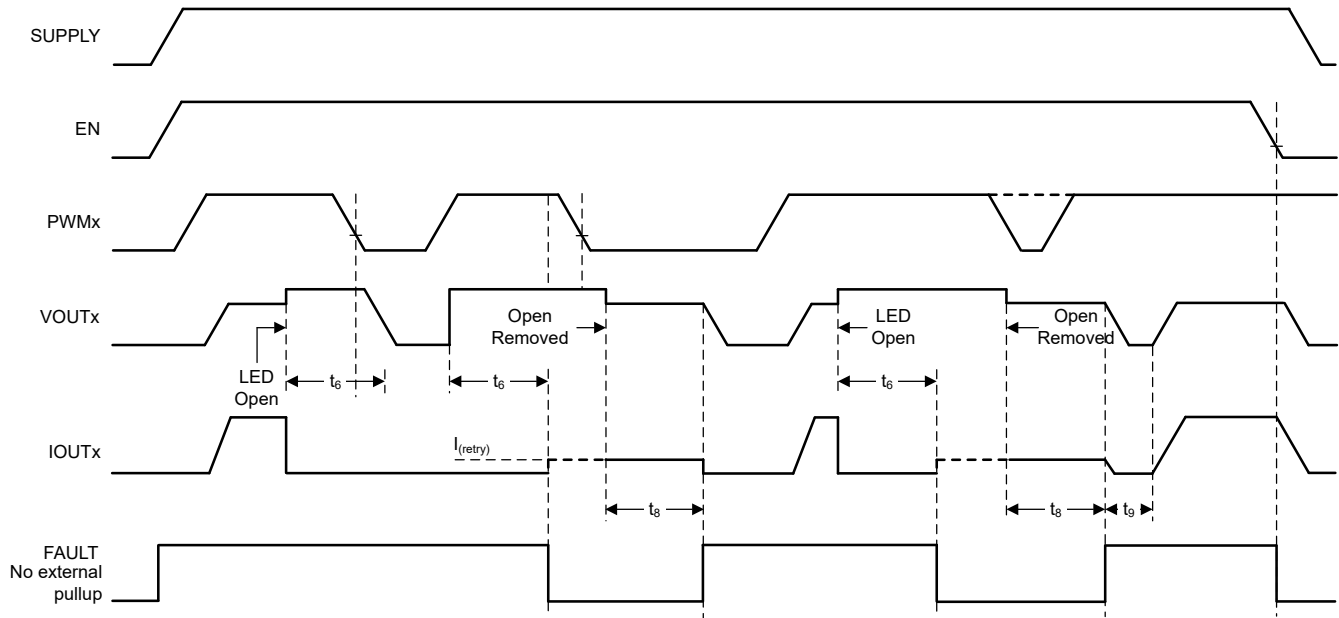 SUPPLY
EN
PWMx
VOUTx
LED
Open
t6
t6
Open
Removed
LED
Open
t6
Open
Removed
IOUTx
I(retry)
t8
t8
t9
FAULT
No external
pullup